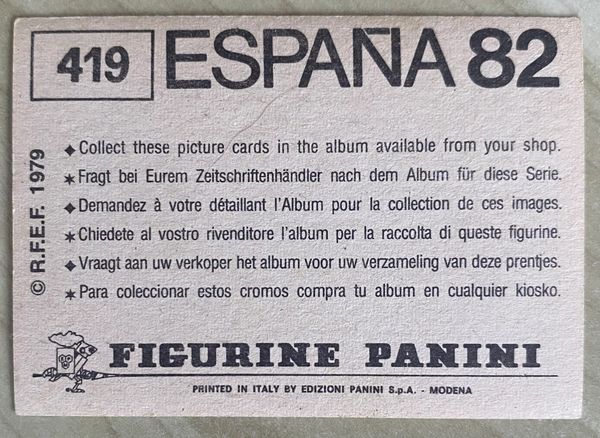 419 ESPAÑA 82
© R.F.E.F. 1979
◆ Collect these picture cards in the album available from your shop.
✶ Fragt bei Eurem Zeitschriftenhändler nach dem Album für diese Serie.
◆ Demandez à votre détaillant l'Album pour la collection de ces images.
✶ Chiedete al vostro rivenditore l'album per la raccolta di queste figurine.
◆ Vraagt aan uw verkoper het album voor uw verzameling van deze prentjes.
✶ Para coleccionar estos cromos compra tu album en cualquier kiosko.
FIGURINE PANINI
PRINTED IN ITALY BY EDIZIONI PANINI S.p.A. - MODENA